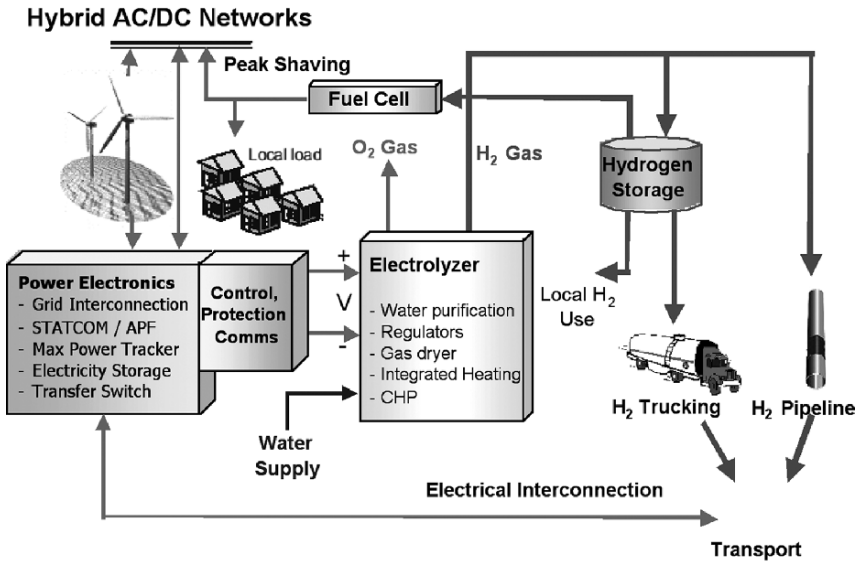 Hybrid AC/DC Networks
Peak Shaving
Fuel Cell
Local load
O2 Gas
H2 Gas
Hydrogen
Storage
Power Electronics
- Grid Interconnection
- STATCOM / APF
- Max Power Tracker
- Electricity Storage
- Transfer Switch
Control,
Protection
Comms
+
V
-
Electrolyzer
- Water purification
- Regulators
- Gas dryer
- Integrated Heating
- CHP
Local H2
Use
Water
Supply
H2 Trucking
H2 Pipeline
Electrical Interconnection
Transport